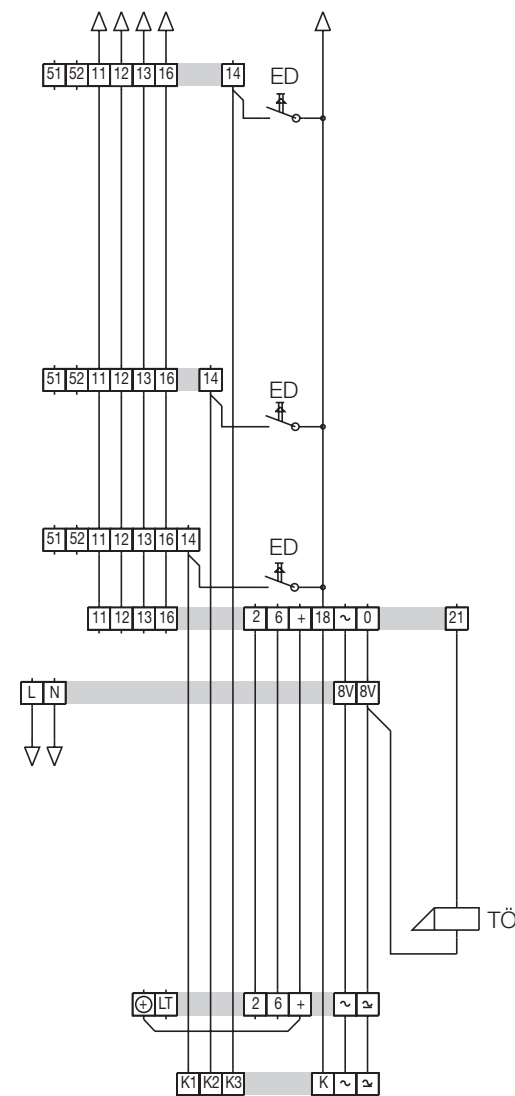 51 52 11 12 13 16 14 ED
51 52 11 12 13 16 14 ED
51 52 11 12 13 16 14 ED
11 12 13 16 2 6 + 18 ~ 0 21
L N 8V 8V
TÖ
+ LT 2 6 + ~ ~
K1 K2 K3 K ~ ~